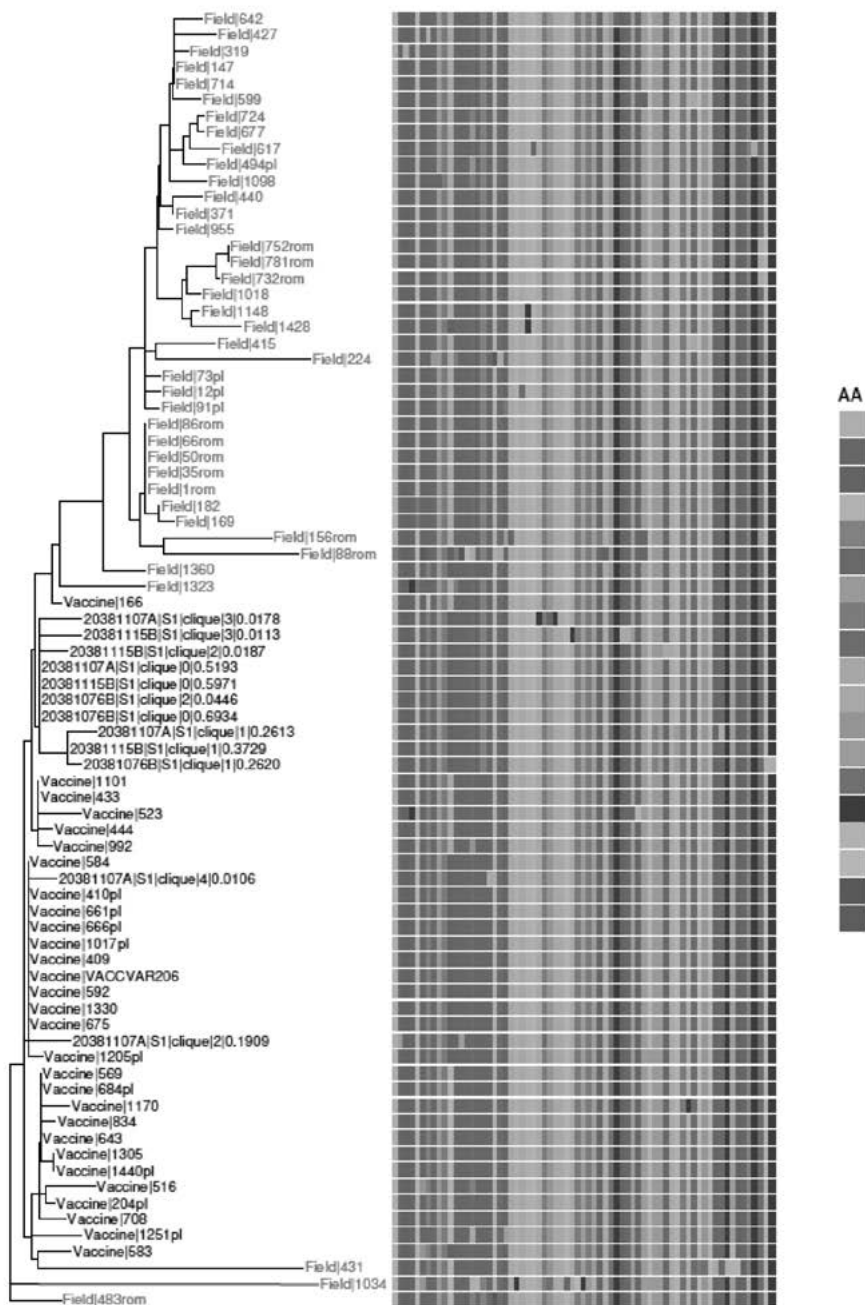 Field|642
Field|427
Field|319
Field|147
Field|714
Field|599
Field|724
Field|677
Field|617
Field|494pl
Field|1098
Field|440
Field|371
Field|955
Field|752rom
Field|781rom
Field|732rom
Field|1018
Field|1148
Field|1428
Field|415
Field|224
Field|73pl
Field|12pl
Field|91pl
Field|86rom
Field|66rom
Field|50rom
Field|35rom
Field|1rom
Field|182
Field|169
Field|156rom
Field|88rom
Field|1360
Field|1323
Vaccine|166
20381107A|S1|clique|3|0.0178
20381115B|S1|clique|3|0.0113
20381115B|S1|clique|2|0.0187
20381107A|S1|clique|0|0.5193
20381115B|S1|clique|0|0.5971
20381076B|S1|clique|2|0.0446
20381076B|S1|clique|0|0.6934
20381107A|S1|clique|1|0.2613
20381115B|S1|clique|1|0.3729
20381076B|S1|clique|1|0.2620
Vaccine|1101
Vaccine|433
Vaccine|523
Vaccine|444
Vaccine|992
Vaccine|584
20381107A|S1|clique|4|0.0106
Vaccine|410pl
Vaccine|661pl
Vaccine|666pl
Vaccine|1017pl
Vaccine|409
Vaccine|VACCVAR206
Vaccine|592
Vaccine|1330
Vaccine|675
20381107A|S1|clique|2|0.1909
Vaccine|1205pl
Vaccine|569
Vaccine|684pl
Vaccine|1170
Vaccine|834
Vaccine|643
Vaccine|1305
Vaccine|1440pl
Vaccine|516
Vaccine|204pl
Vaccine|708
Vaccine|1251pl
Vaccine|583
Field|431
Field|1034
Field|483rom
AA